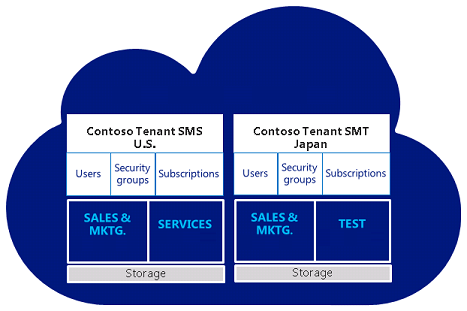 Contoso Tenant SMS
U.S.
Users
Security
groups
Subscriptions
SALES &
MKTG.
SERVICES
Storage
Contoso Tenant SMT
Japan
Users
Security
groups
Subscriptions
SALES &
MKTG.
TEST
Storage